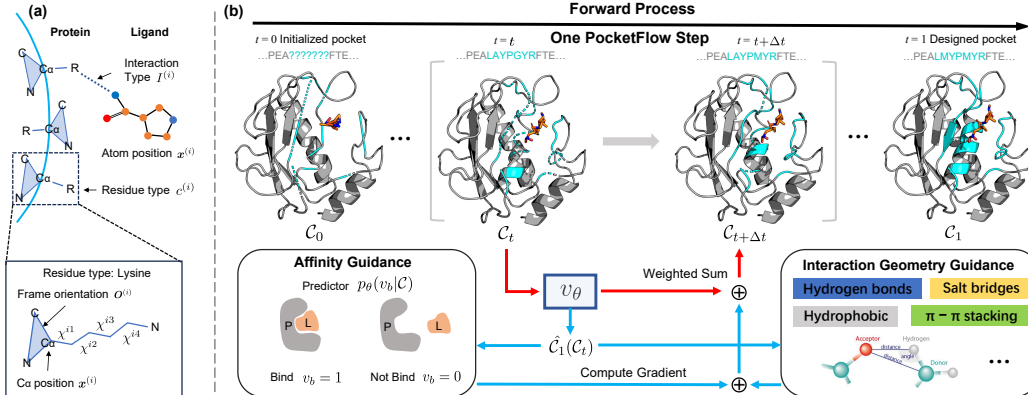 (a)
Protein
Ligand
C
Cα
R
N
Interaction
Type I^(i)
C
R
Cα
N
Atom position x^(i)
C
Cα
R
N
Residue type c^(i)
Residue type: Lysine
Frame orientation O^(i)
C
Cα
N
χ^i1
χ^i2
χ^i3
χ^i4
N
Cα position x^(i)
(b)
Forward Process
t = 0 Initialized pocket
t = t
One PocketFlow Step
t = t+Δt
t = 1 Designed pocket
...PEA???????FTE...
...PEALAYPGYRFTE...
...PEALAYPMYRFTE...
...PEALMYPMYRFTE...
C_0
C_t
C_{t+Δt}
C_1
Affinity Guidance
Predictor p_θ(v_b|C)
P
L
P
L
Bind v_b = 1
Not Bind v_b = 0
v_θ
Weighted Sum
Ĉ_1(C_t)
Compute Gradient
Interaction Geometry Guidance
Hydrogen bonds
Salt bridges
Hydrophobic
π − π stacking
Acceptor
Hydrogen
distance
angle
distance
Donor